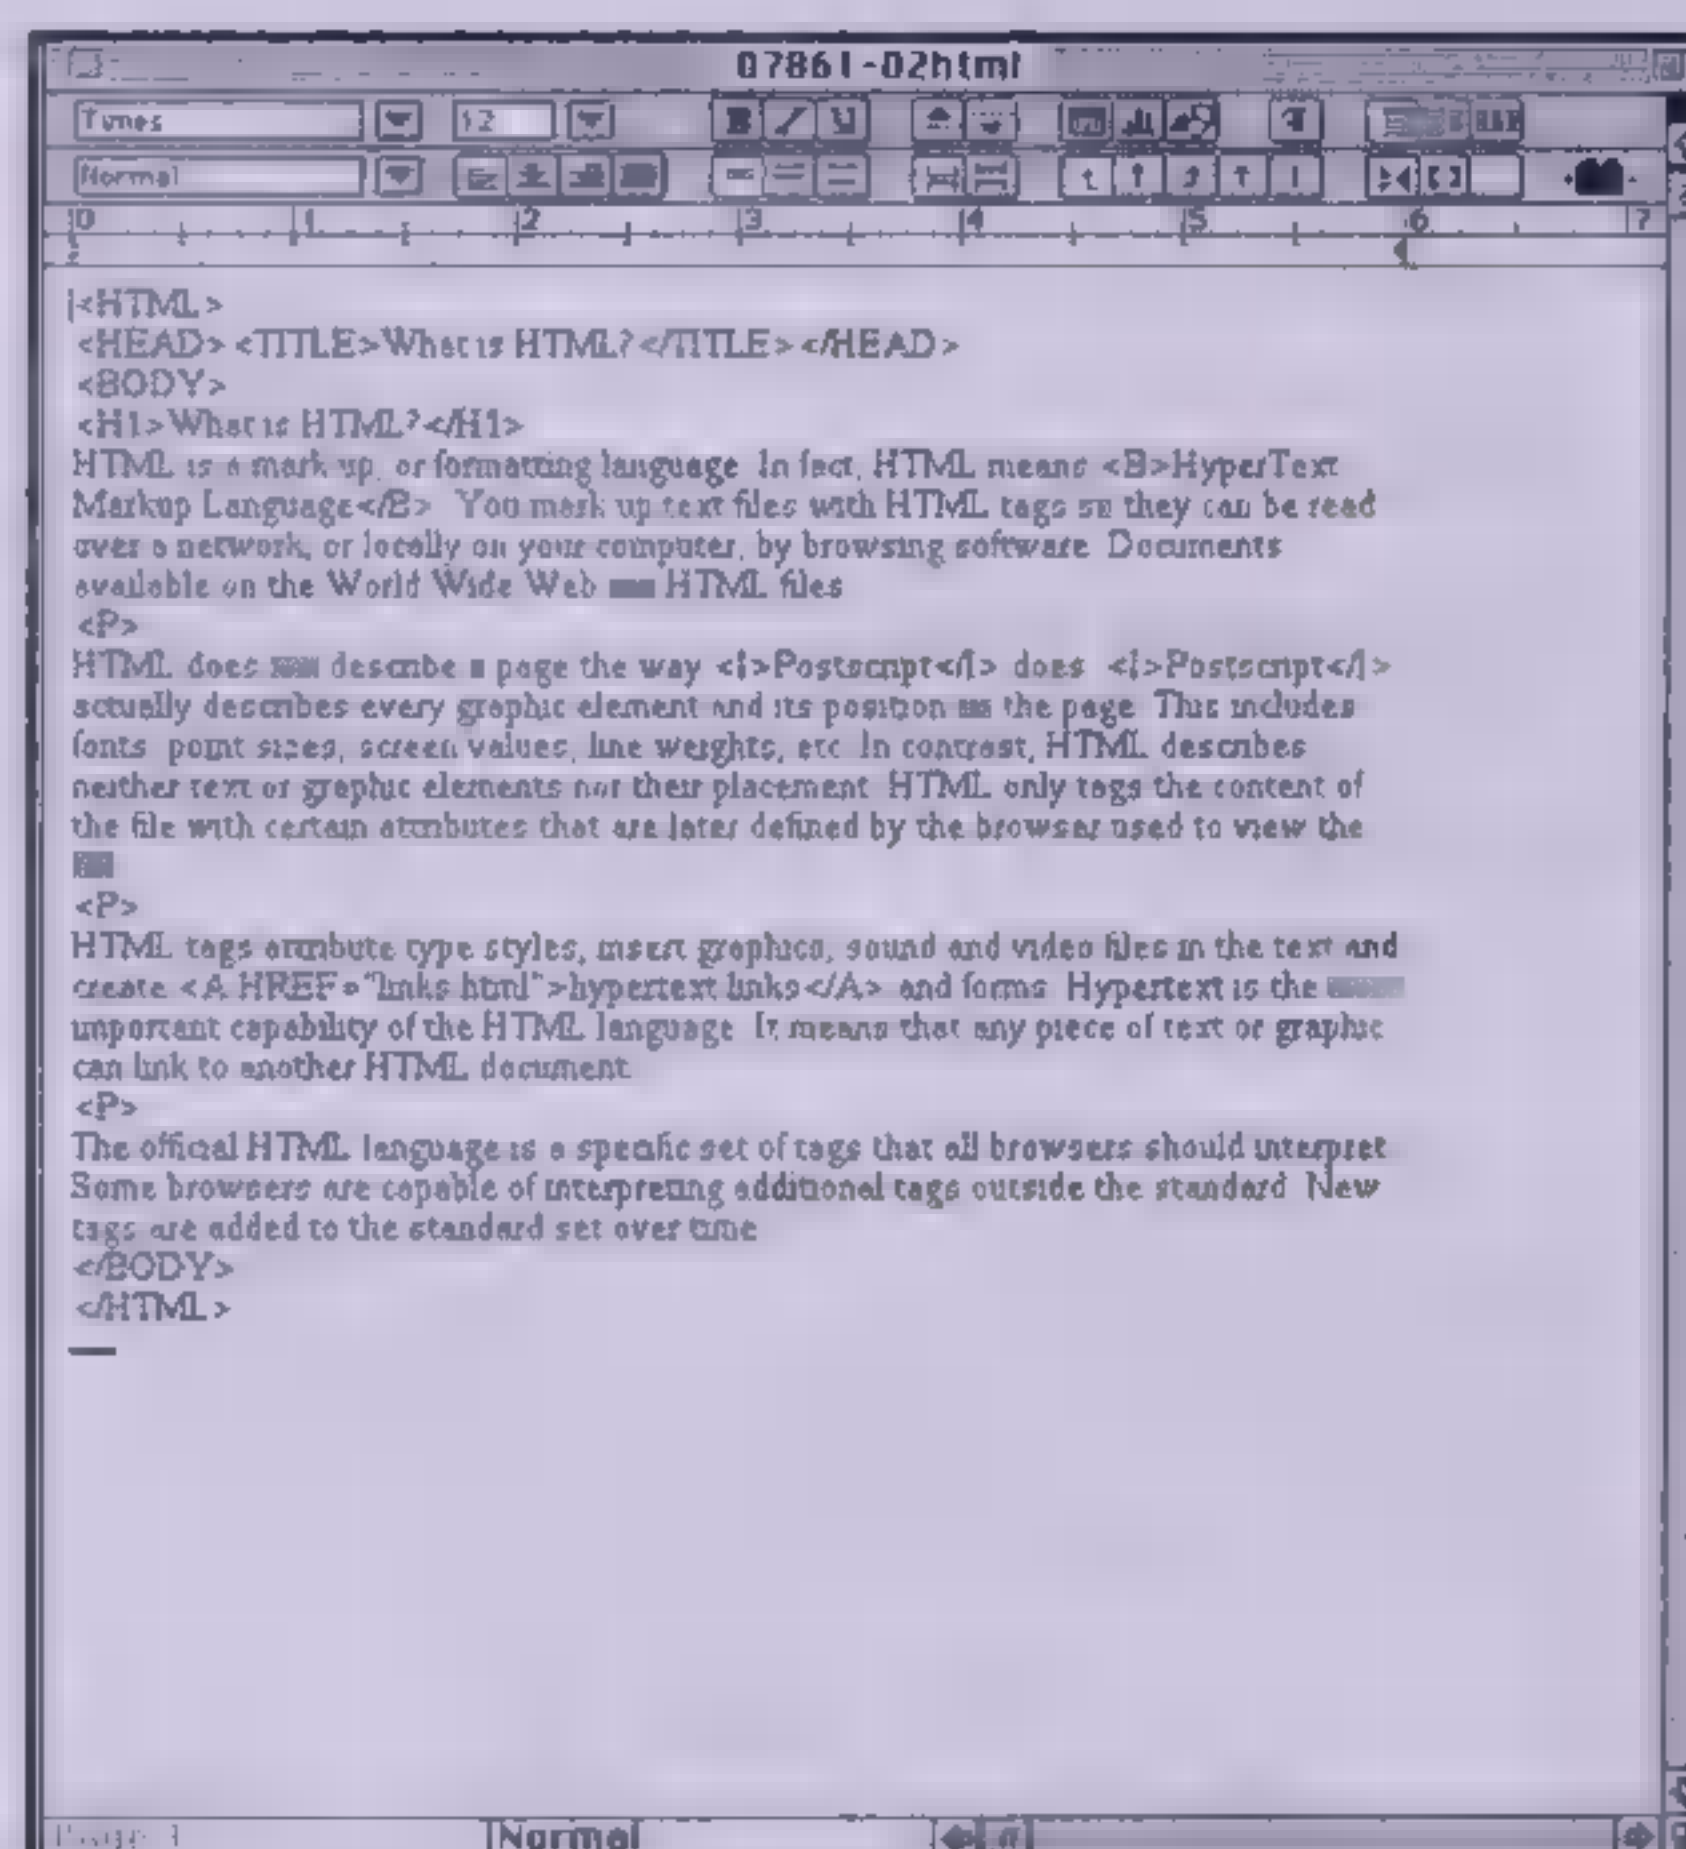 07861-02html
Times 12
Normal
0 1 2 3 4 5 6 7
<HTML>
<HEAD><TITLE>What is HTML?</TITLE></HEAD>
<BODY>
<H1>What is HTML?</H1>
HTML is a mark up, or formatting language. In fact, HTML means <B>HyperText
Markup Language</B>. You mark up text files with HTML tags so they can be read
over a network, or locally on your computer, by browsing software. Documents
available on the World Wide Web HTML files
<P>
HTML does describe a page the way <I>Postscript</I> does. <I>Postscript</I>
actually describes every graphic element and its position on the page. This includes
fonts, point sizes, screen values, line weights, etc. In contrast, HTML describes
neither text or graphic elements nor their placement. HTML only tags the content of
the file with certain attributes that are later defined by the browser used to view the
<P>
HTML tags attribute type styles, insert graphics, sound and video files in the text and
create <A HREF="links.html">hypertext links</A> and forms. Hypertext is the
important capability of the HTML language. It means that any piece of text or graphic
can link to another HTML document.
<P>
The official HTML language is a specific set of tags that all browsers should interpret.
Some browsers are capable of interpreting additional tags outside the standard. New
tags are added to the standard set over time.
</BODY>
</HTML>
Page 1 Normal